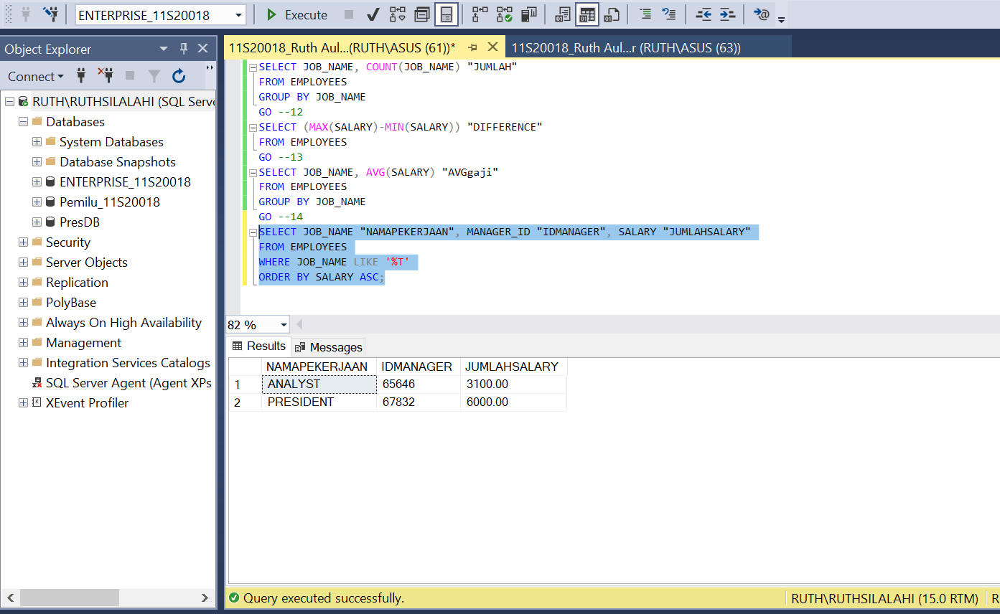 ENTERPRISE_11S20018
Execute
Object Explorer
Connect
RUTH\RUTHSILALAHI (SQL Serve
Databases
System Databases
Database Snapshots
ENTERPRISE_11S20018
Pemilu_11S20018
PresDB
Security
Server Objects
Replication
PolyBase
Always On High Availability
Management
Integration Services Catalogs
SQL Server Agent (Agent XPs
XEvent Profiler
11S20018_Ruth Aul...(RUTH\ASUS (61))*
11S20018_Ruth Aul...r (RUTH\ASUS (63))
SELECT JOB_NAME, COUNT(JOB_NAME) "JUMLAH"
FROM EMPLOYEES
GROUP BY JOB_NAME
GO --12
SELECT (MAX(SALARY)-MIN(SALARY)) "DIFFERENCE"
FROM EMPLOYEES
GO --13
SELECT JOB_NAME, AVG(SALARY) "AVGgaji"
FROM EMPLOYEES
GROUP BY JOB_NAME
GO --14
SELECT JOB_NAME "NAMAPEKERJAAN", MANAGER_ID "IDMANAGER", SALARY "JUMLAHSALARY"
FROM EMPLOYEES
WHERE JOB_NAME LIKE '%T'
ORDER BY SALARY ASC;
82 %
Results Messages
NAMAPEKERJAAN IDMANAGER JUMLAHSALARY
1 ANALYST 65646 3100.00
2 PRESIDENT 67832 6000.00
Query executed successfully.
RUTH\RUTHSILALAHI (15.0 RTM) R